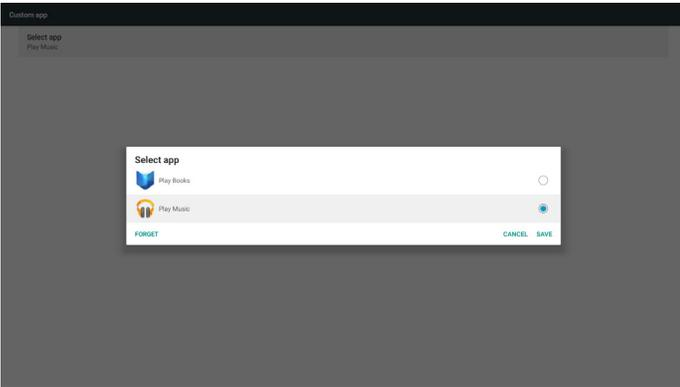 Custom app
Select app
Play Music
Select app
Play Books
Play Music
FORGET CANCEL SAVE